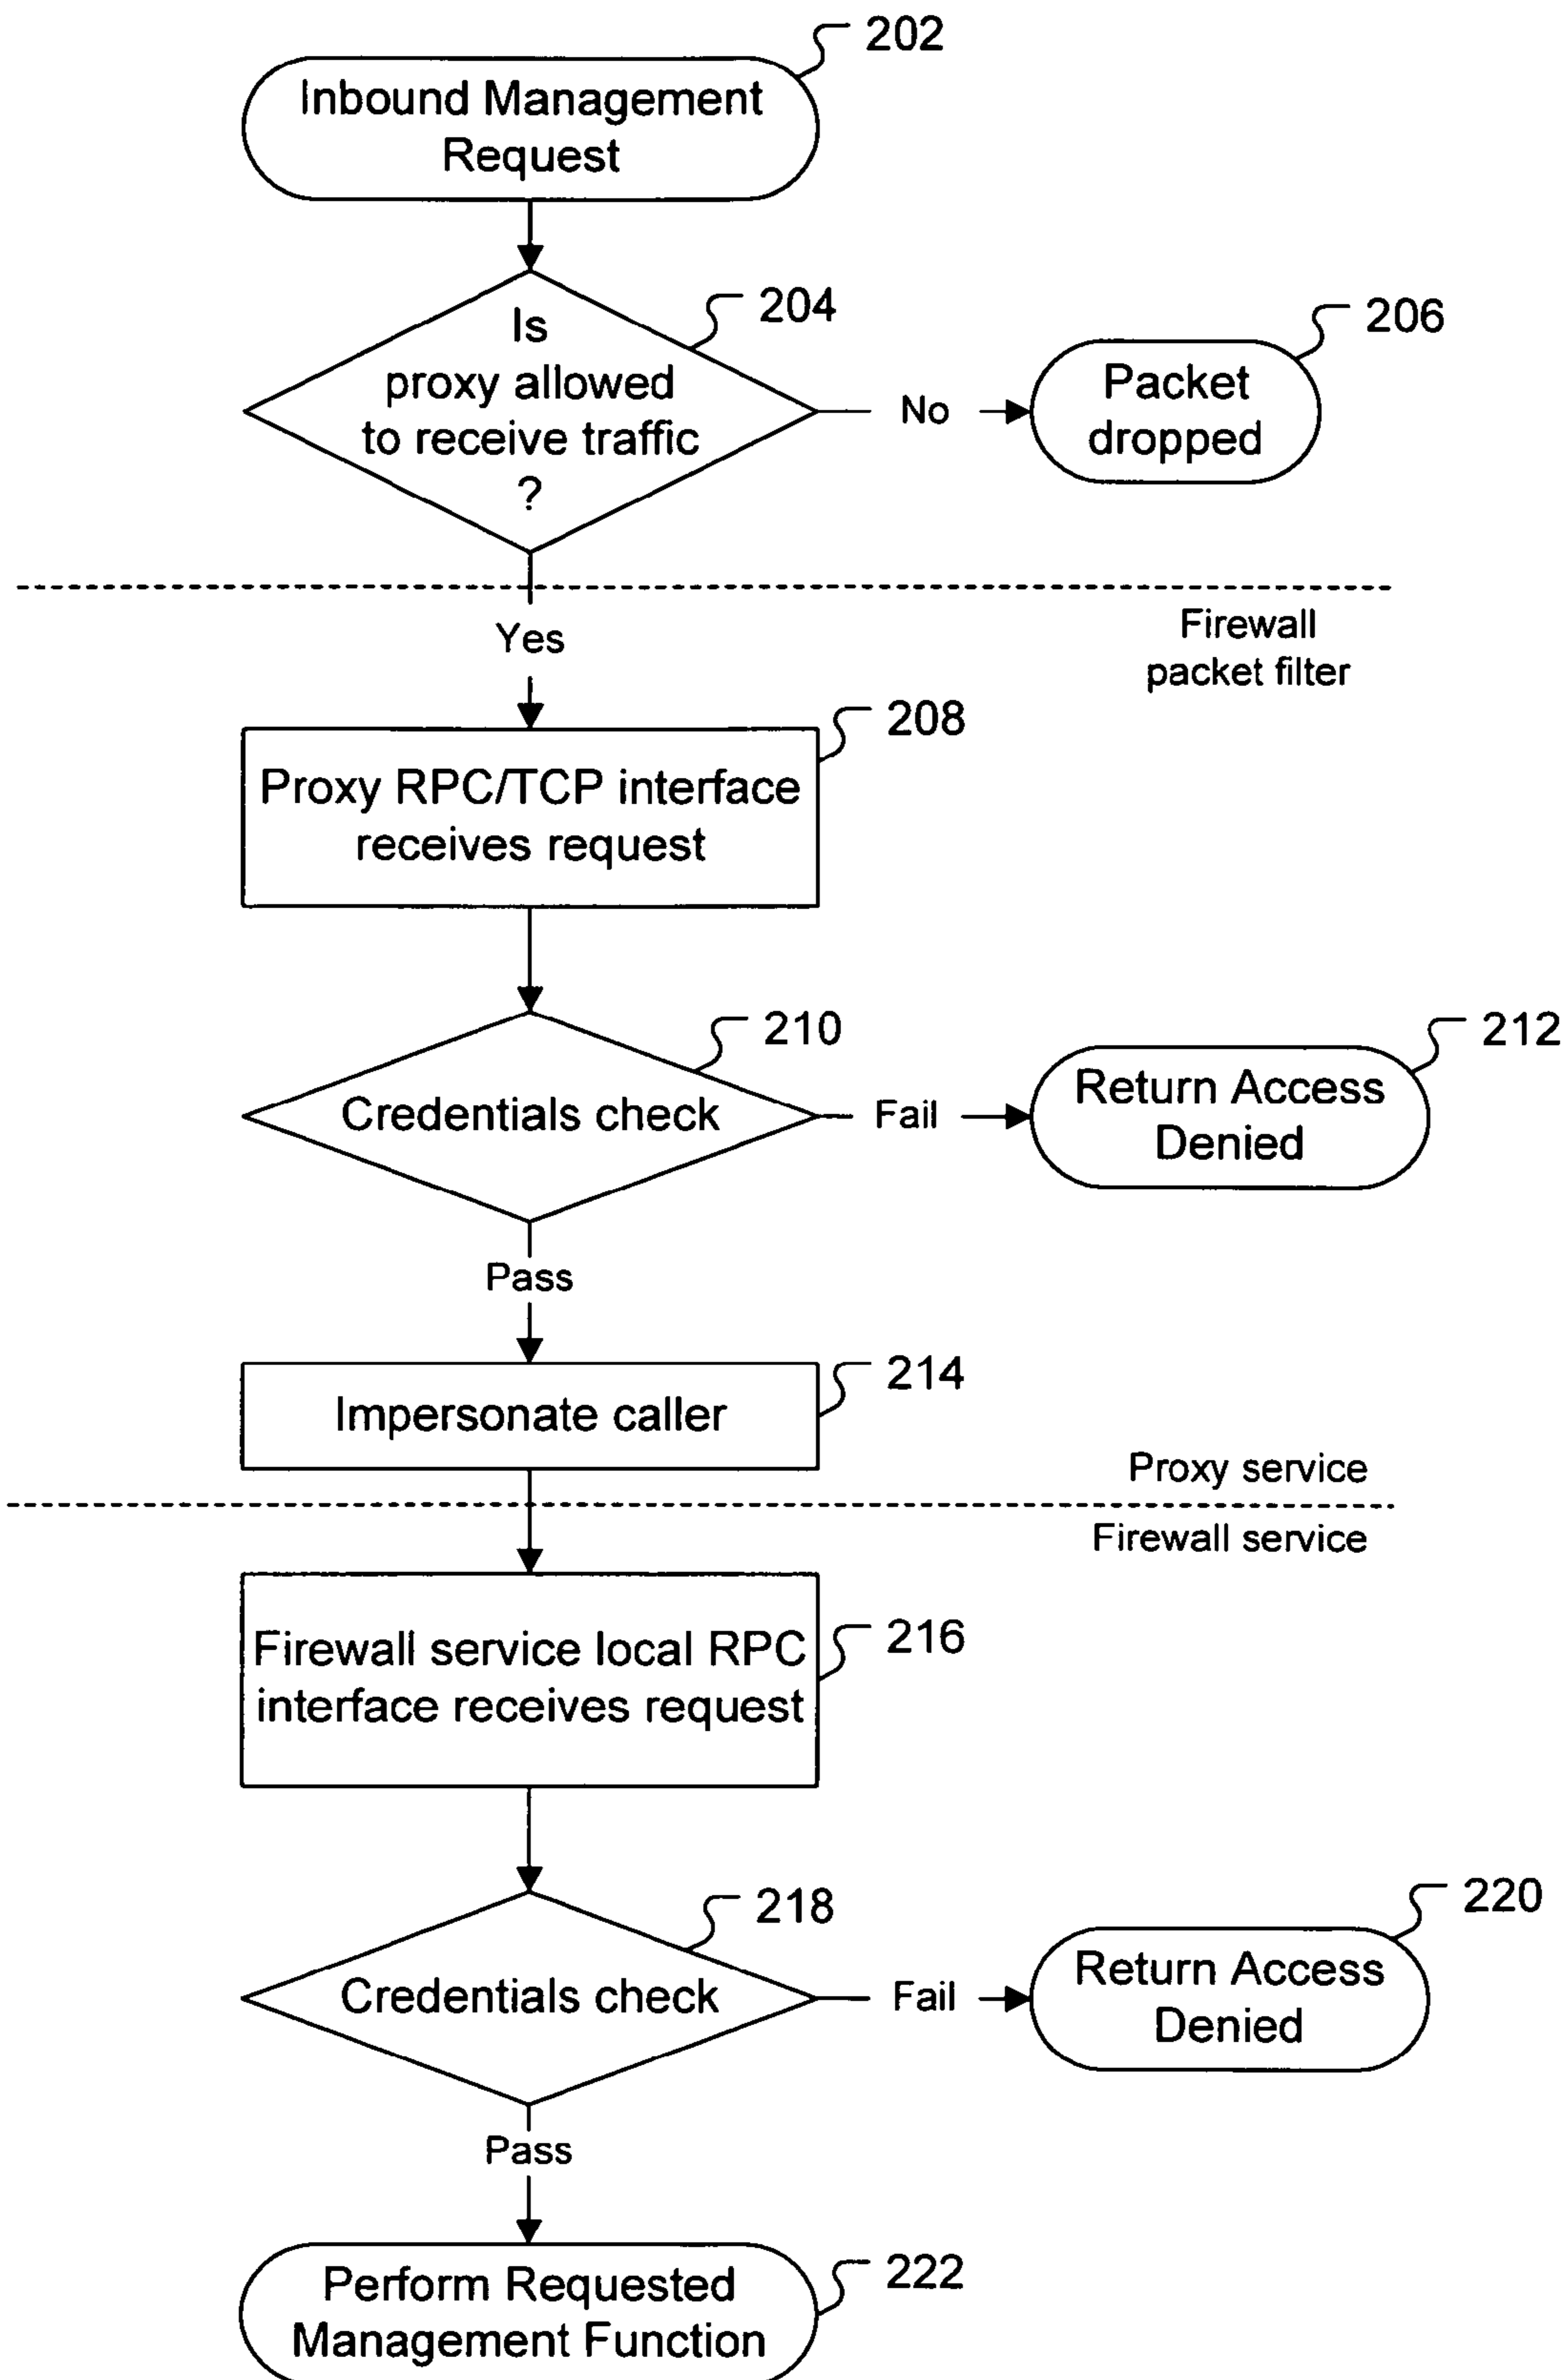 202
Inbound Management
Request
204
Is
proxy allowed
to receive traffic
?
No
206
Packet
dropped
Yes
Firewall
packet filter
208
Proxy RPC/TCP interface
receives request
210
Credentials check
Fail
212
Return Access
Denied
Pass
214
Impersonate caller
Proxy service
Firewall service
216
Firewall service local RPC
interface receives request
218
Credentials check
Fail
220
Return Access
Denied
Pass
222
Perform Requested
Management Function